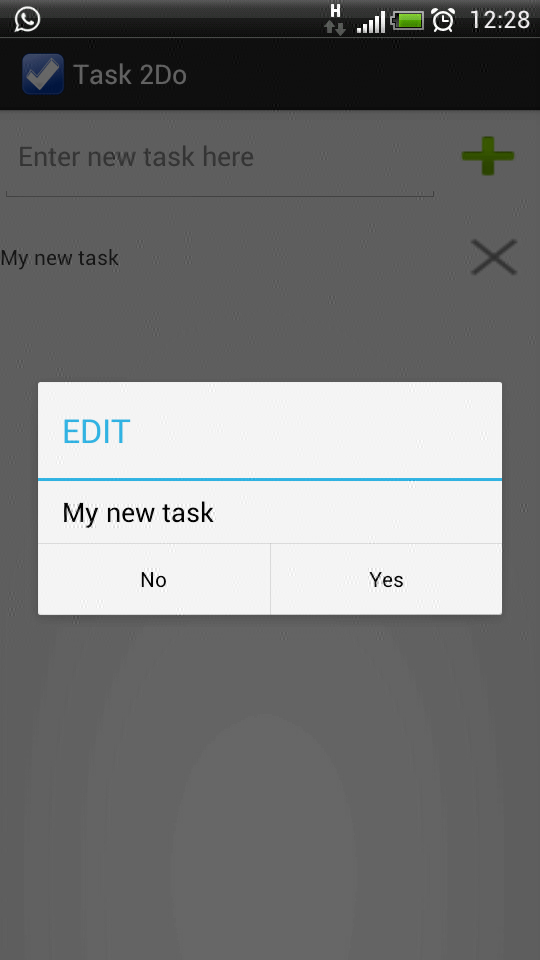 H
12:28
Task 2Do
Enter new task here
My new task
EDIT
My new task
No
Yes